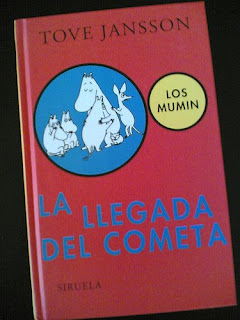 TOVE JANSSON
LOS
MUMIN
LA LLEGADA
DEL COMETA
SIRUELA